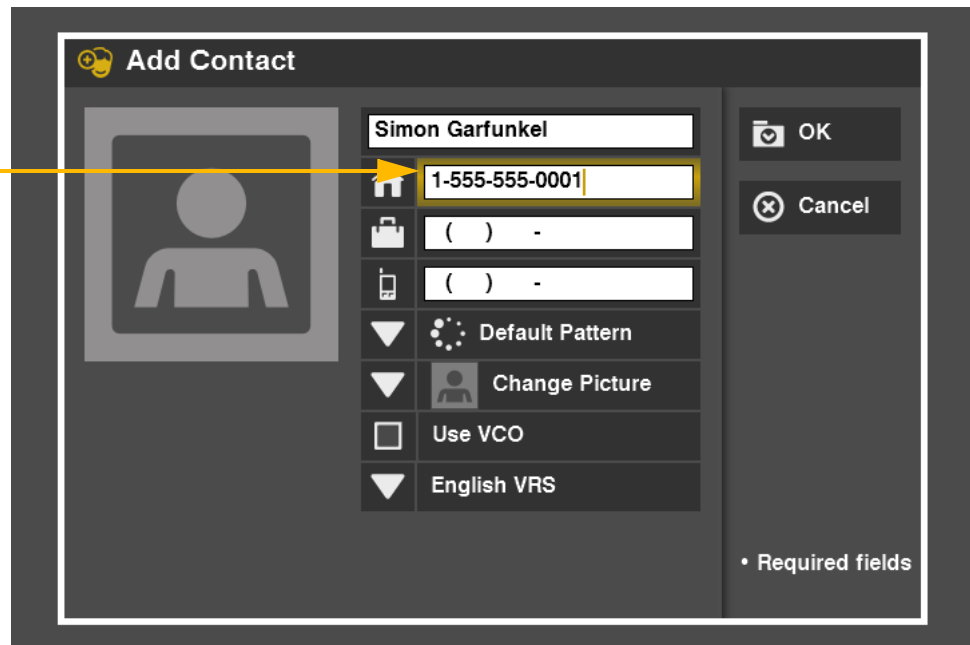 Add Contact
Simon Garfunkel
1-555-555-0001
( ) -
( ) -
Default Pattern
Change Picture
Use VCO
English VRS
OK
Cancel
• Required fields